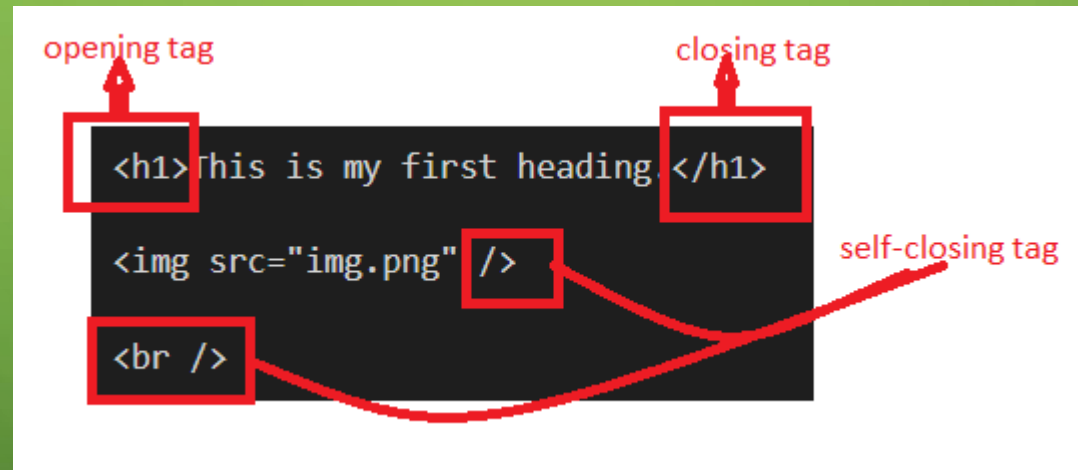 opening tag
closing tag
<h1>This is my first heading.</h1>
<img src="img.png" />
self-closing tag
<br />